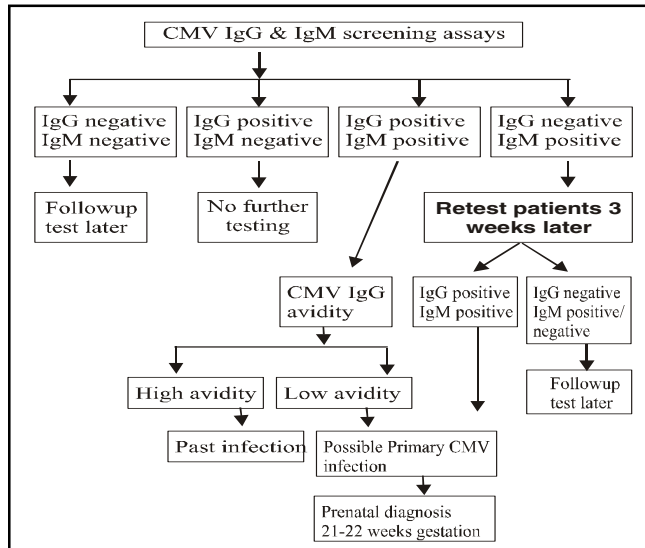 CMV IgG & IgM screening assays
IgG negative
IgM negative
IgG positive
IgM negative
IgG positive
IgM positive
IgG negative
IgM positive
Followup
test later
No further
testing
Retest patients 3
weeks later
CMV IgG
avidity
IgG positive
IgM positive
IgG negative
IgM positive/
negative
High avidity
Low avidity
Followup
test later
Past infection
Possible Primary CMV
infection
Prenatal diagnosis
21-22 weeks gestation